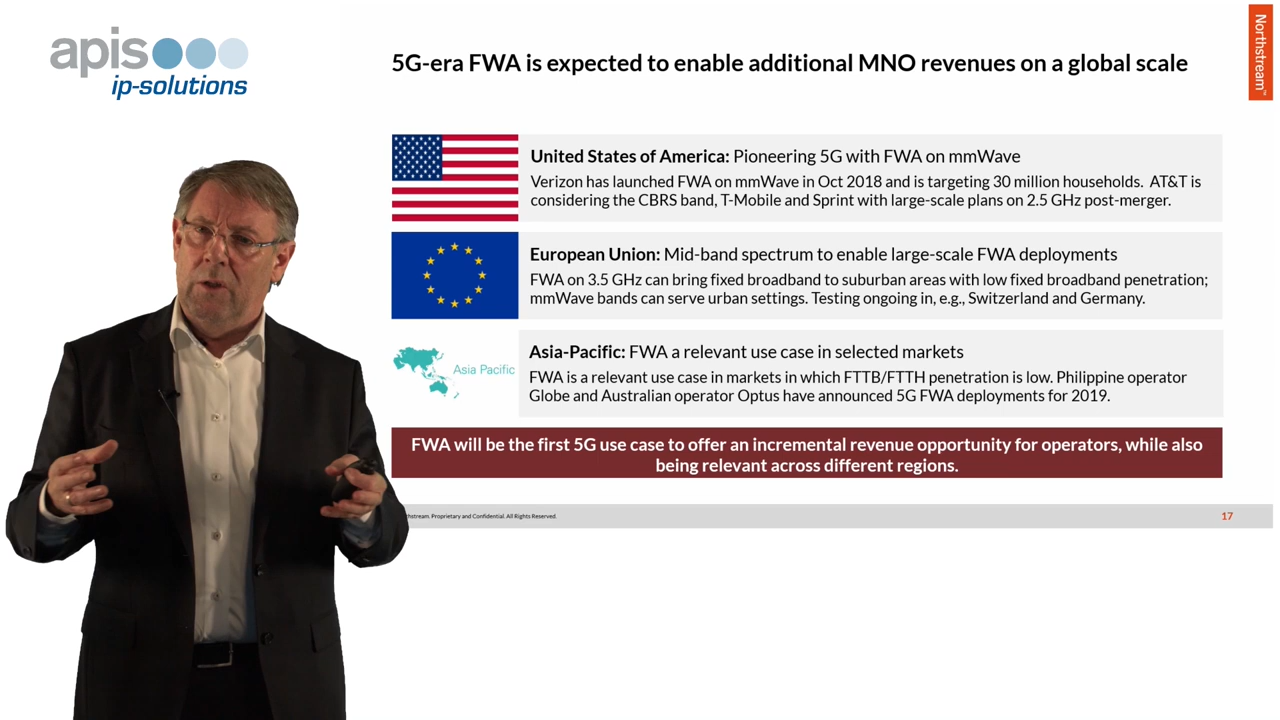 apis
ip-solutions
Northstream™
5G-era FWA is expected to enable additional MNO revenues on a global scale
United States of America: Pioneering 5G with FWA on mmWave
Verizon has launched FWA on mmWave in Oct 2018 and is targeting 30 million households. AT&T is
considering the CBRS band, T-Mobile and Sprint with large-scale plans on 2.5 GHz post-merger.
European Union: Mid-band spectrum to enable large-scale FWA deployments
FWA on 3.5 GHz can bring fixed broadband to suburban areas with low fixed broadband penetration;
mmWave bands can serve urban settings. Testing ongoing in, e.g., Switzerland and Germany.
Asia Pacific
Asia-Pacific: FWA a relevant use case in selected markets
FWA is a relevant use case in markets in which FTTB/FTTH penetration is low. Philippine operator
Globe and Australian operator Optus have announced 5G FWA deployments for 2019.
FWA will be the first 5G use case to offer an incremental revenue opportunity for operators, while also
being relevant across different regions.
Proprietary and Confidential. All Rights Reserved.
17